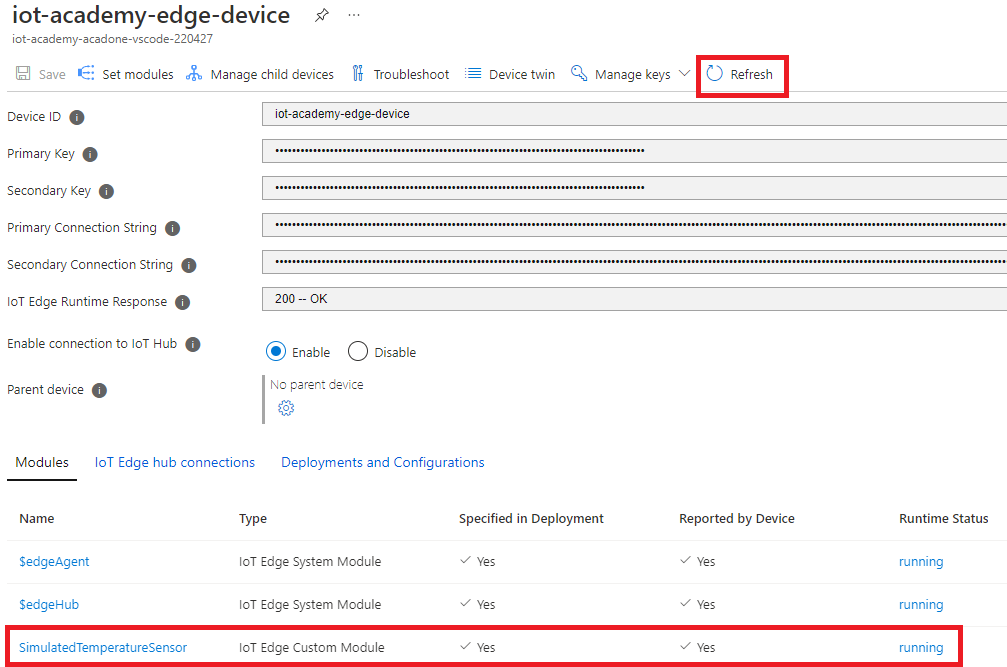 iot-academy-edge-device
iot-academy-acadone-vscode-220427
Save Set modules Manage child devices Troubleshoot Device twin Manage keys Refresh
Device ID iot-academy-edge-device
Primary Key
Secondary Key
Primary Connection String
Secondary Connection String
IoT Edge Runtime Response 200 -- OK
Enable connection to IoT Hub Enable Disable
Parent device No parent device
Modules IoT Edge hub connections Deployments and Configurations
Name Type Specified in Deployment Reported by Device Runtime Status
$edgeAgent IoT Edge System Module Yes Yes running
$edgeHub IoT Edge System Module Yes Yes running
SimulatedTemperatureSensor IoT Edge Custom Module Yes Yes running